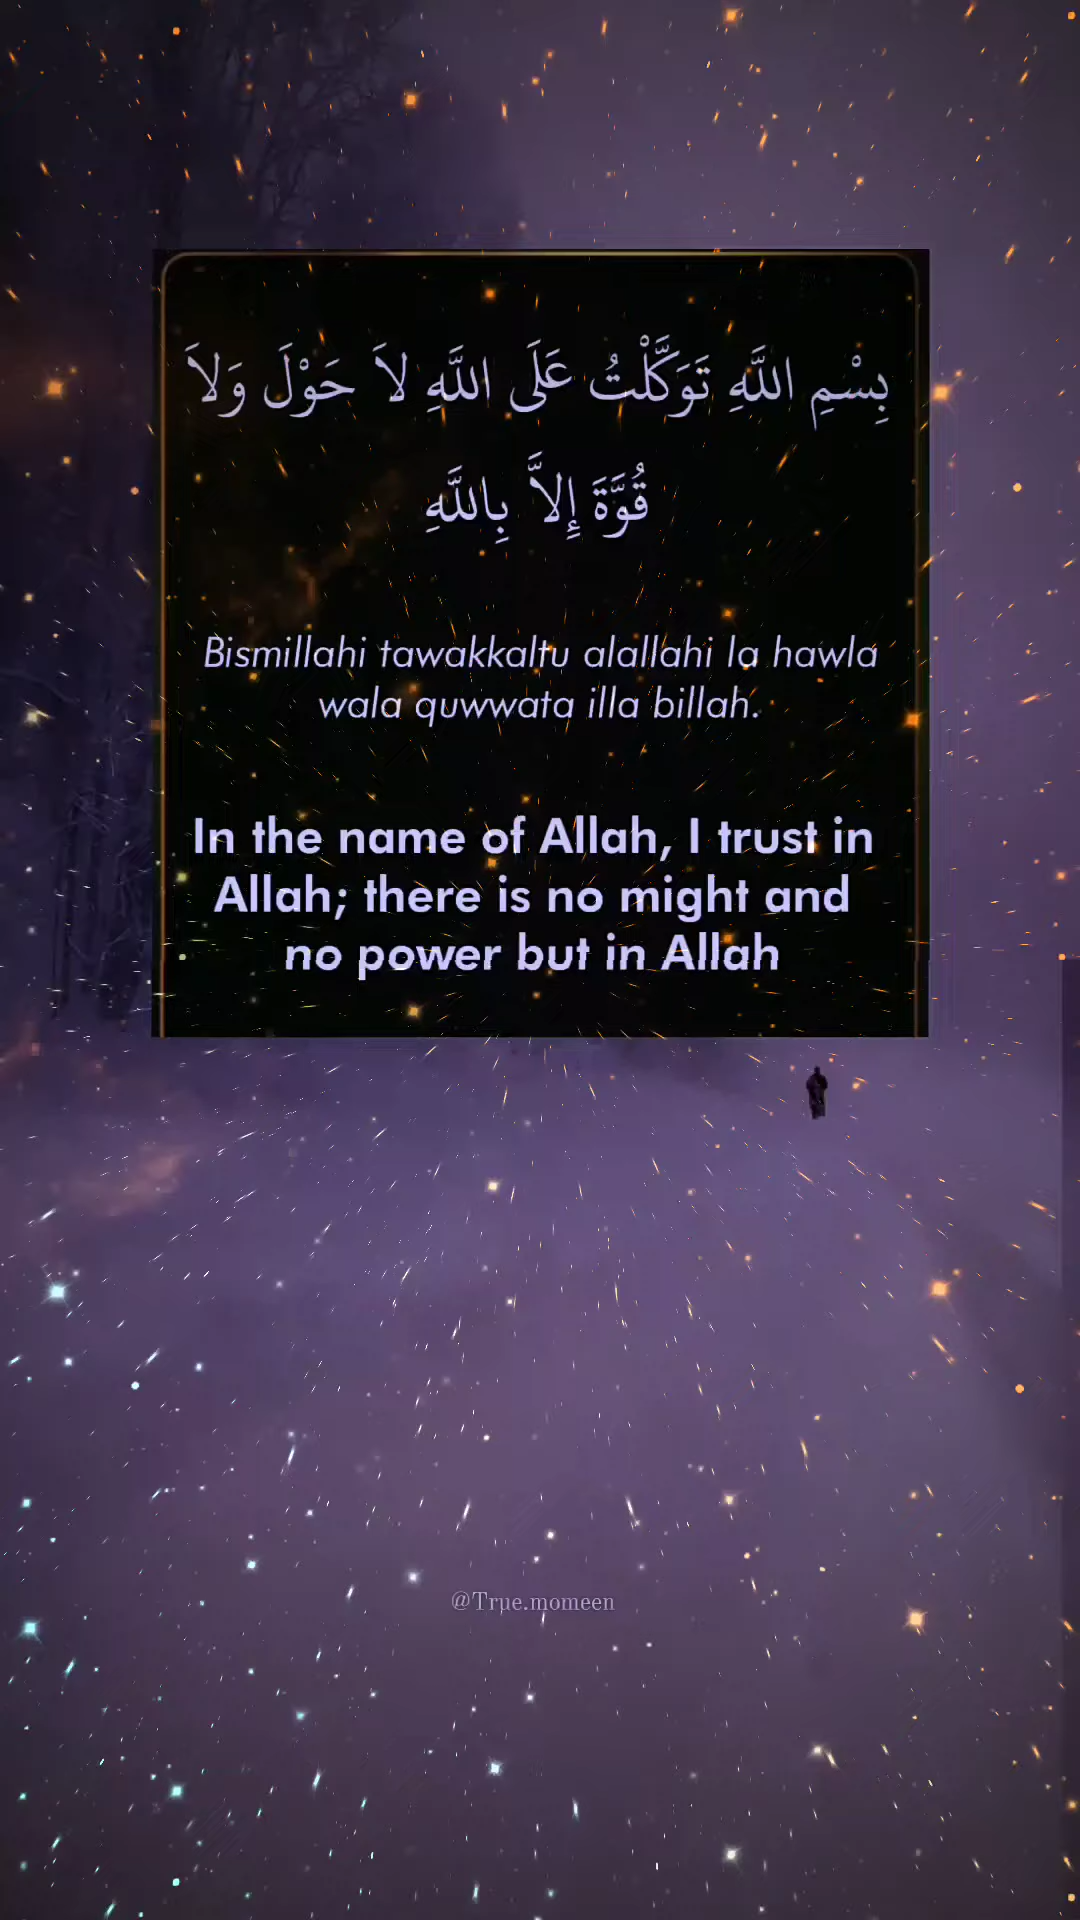 بِسْمِ اللَّهِ تَوَكَّلْتُ عَلَى اللَّهِ لاَ حَوْلَ وَلاَ
قُوَّةَ إِلاَّ بِاللَّهِ
Bismillahi tawakkaltu alallahi la hawla
wala quwwata illa billah.
In the name of Allah, I trust in
Allah; there is no might and
no power but in Allah
@True.momeen